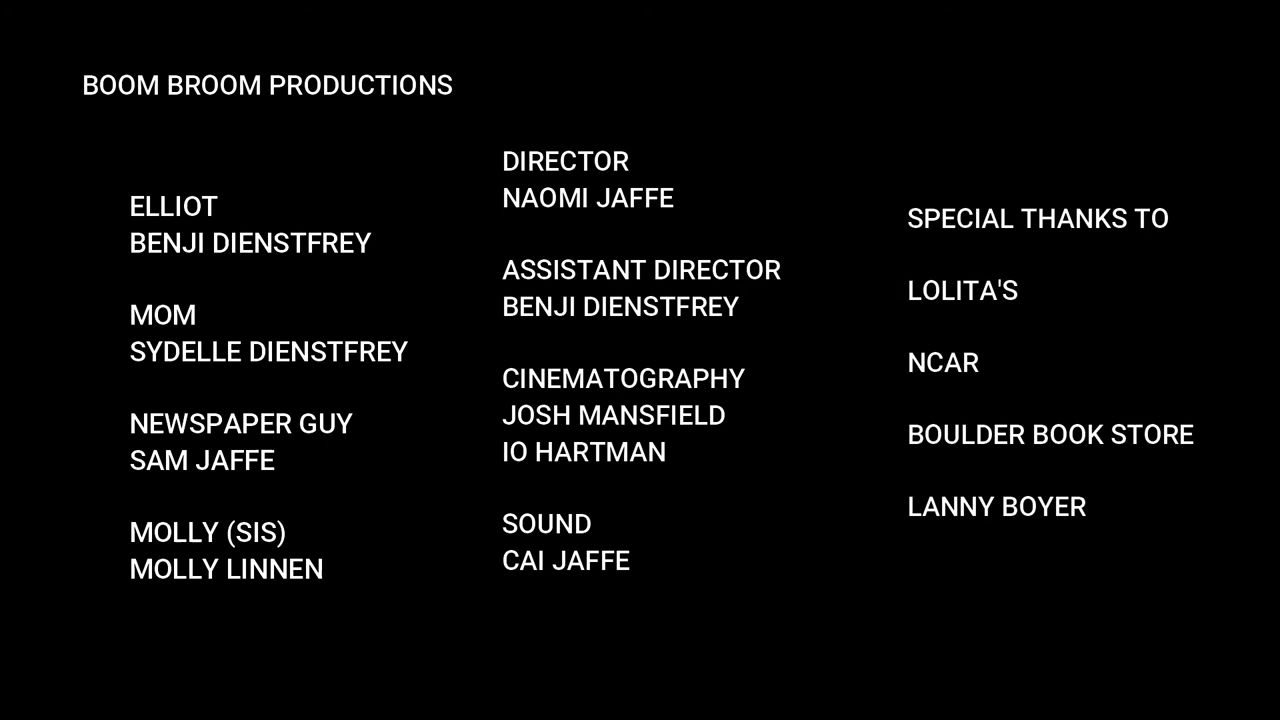 BOOM BROOM PRODUCTIONS
ELLIOT
BENJI DIENSTFREY
MOM
SYDELLE DIENSTFREY
NEWSPAPER GUY
SAM JAFFE
MOLLY (SIS)
MOLLY LINNEN
DIRECTOR
NAOMI JAFFE
ASSISTANT DIRECTOR
BENJI DIENSTFREY
CINEMATOGRAPHY
JOSH MANSFIELD
IO HARTMAN
SOUND
CAI JAFFE
SPECIAL THANKS TO
LOLITA'S
NCAR
BOULDER BOOK STORE
LANNY BOYER